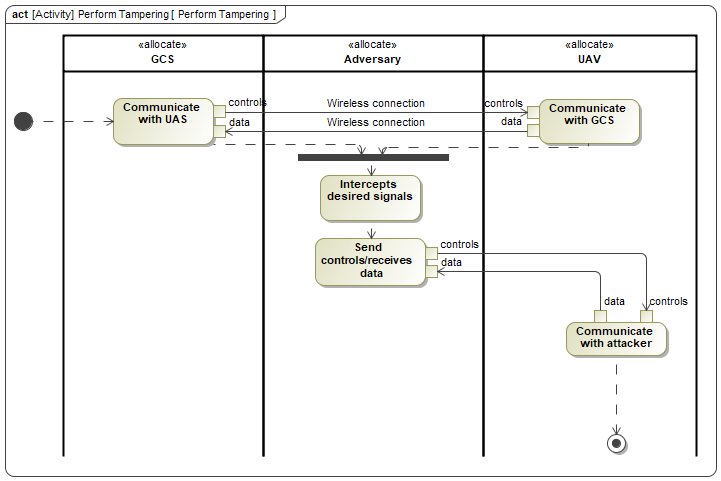 act [Activity] Perform Tampering [ Perform Tampering ]
«allocate»
GCS
«allocate»
Adversary
«allocate»
UAV
Communicate
with UAS
controls
data
Wireless connection
Wireless connection
controls
data
Communicate
with GCS
Intercepts
desired signals
Send
controls/receives
data
controls
data
data
controls
Communicate
with attacker